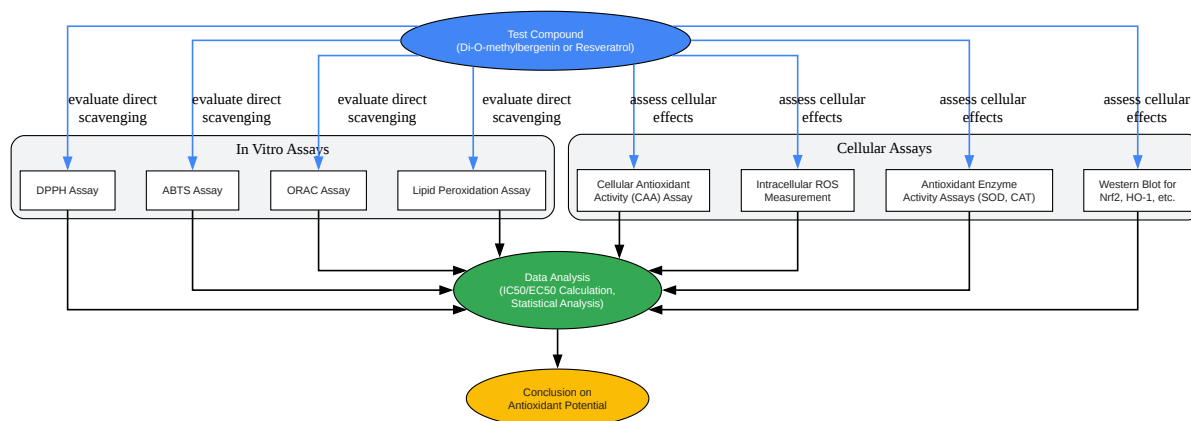 Test Compound
(Di-O-methylbergenin or Resveratrol)
evaluate direct
scavenging
evaluate direct
scavenging
evaluate direct
scavenging
evaluate direct
scavenging
assess cellular
effects
assess cellular
effects
assess cellular
effects
assess cellular
effects
In Vitro Assays
DPPH Assay
ABTS Assay
ORAC Assay
Lipid Peroxidation Assay
Cellular Assays
Cellular Antioxidant
Activity (CAA) Assay
Intracellular ROS
Measurement
Antioxidant Enzyme
Activity Assays (SOD, CAT)
Western Blot for
Nrf2, HO-1, etc.
Data Analysis
(IC50/EC50 Calculation,
Statistical Analysis)
Conclusion on
Antioxidant Potential